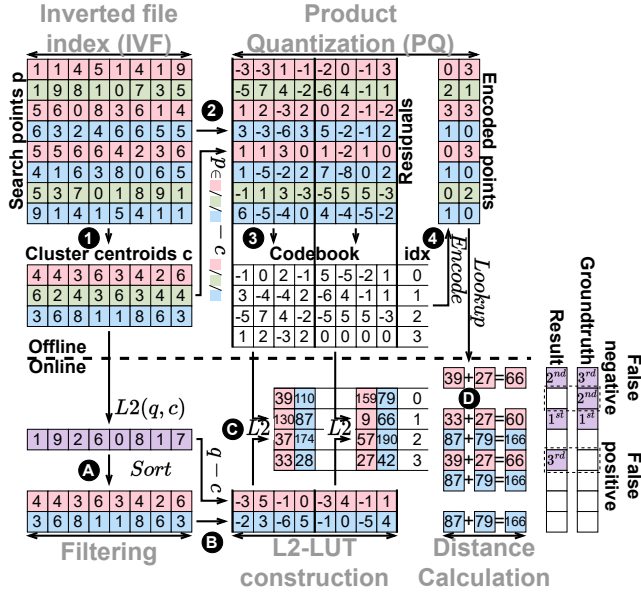 Inverted file
index (IVF)
Product
Quantization (PQ)
Search points p
1 1 4 5 1 4 1 9
1 9 8 1 0 7 3 5
5 6 0 8 3 6 1 4
6 3 2 4 6 6 5 5
5 5 6 6 4 2 3 6
4 1 6 3 8 0 6 5
5 3 7 0 1 8 9 1
9 1 4 1 5 4 1 1
2
p∈ / / −c / /
-3 -3 1 -1 -2 0 -1 3
-5 7 4 -2 -6 4 -1 1
1 2 -3 2 0 2 -1 -2
3 -3 -6 3 5 -2 -1 2
1 1 3 0 1 -2 1 0
1 -5 -2 2 7 -8 0 2
-1 1 3 -5 -5 5 5 -3
6 -5 -4 0 4 -4 -5 -2
Residuals
0 3
2 1
3 3
1 0
0 3
1 0
0 2
1 0
Encoded points
1
Cluster centroids c
4 4 3 6 3 4 2 6
6 2 4 3 6 3 4 4
3 6 8 1 1 8 6 3
3
Codebook
idx
-1 0 2 -1 5 -5 -2 1 0
3 -4 -4 2 -6 4 -1 1 1
-5 7 4 -2 -5 5 5 -3 2
1 2 -3 2 0 0 0 0 3
4
Encode
Lookup
Offline
Online
L2(q, c)
1 9 2 6 0 8 1 7
A
Sort
q − c
4 4 3 6 3 4 2 6
3 6 8 1 1 8 6 3
Filtering
B
C
L2
L2
39 110 159 79 0
130 87 9 66 1
37 174 57 190 2
33 28 27 42 3
-3 5 -1 0 -3 4 -1 1
-2 3 -6 5 -1 0 -5 4
L2-LUT
construction
39+27=66
D
33+27=60
87+79=166
39+27=66
87+79=166
87+79=166
Distance
Calculation
Result
Groundtruth
2nd 3rd
2nd
1st 1st
3rd
False
negative
False
positive